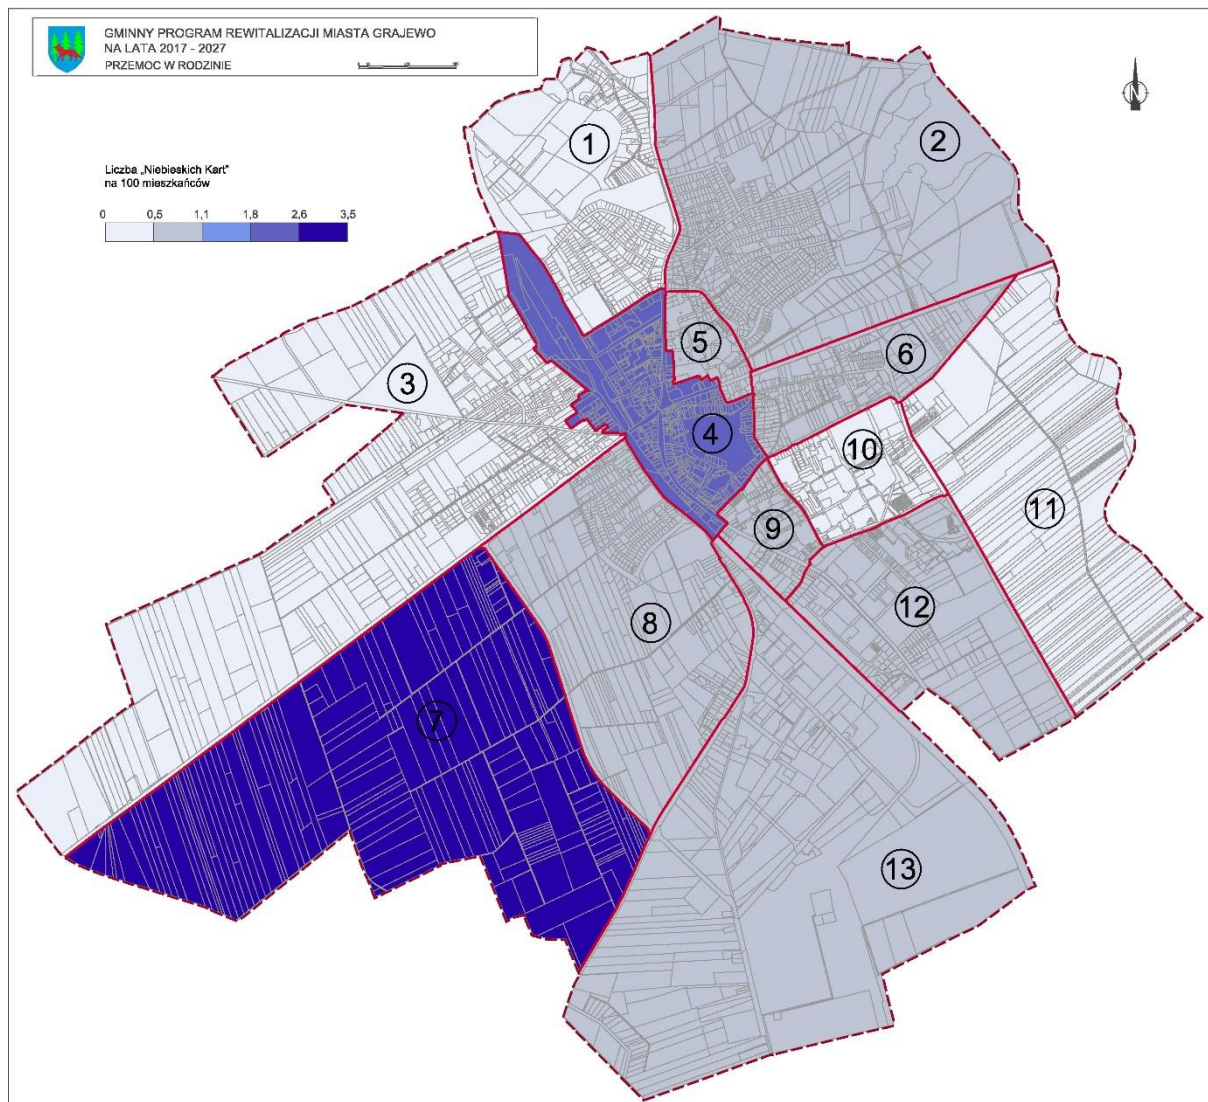 GMINNY PROGRAM REWITALIZACJI MIASTA GRAJEWO
NA LATA 2017 - 2027
PRZEMOC W RODZINIE
N
Liczba „Niebieskich Kart"
na 100 mieszkańców
0 0,5 1,1 1,8 2,6 3,5
1
2
3
4
5
6
7
8
9
10
11
12
13